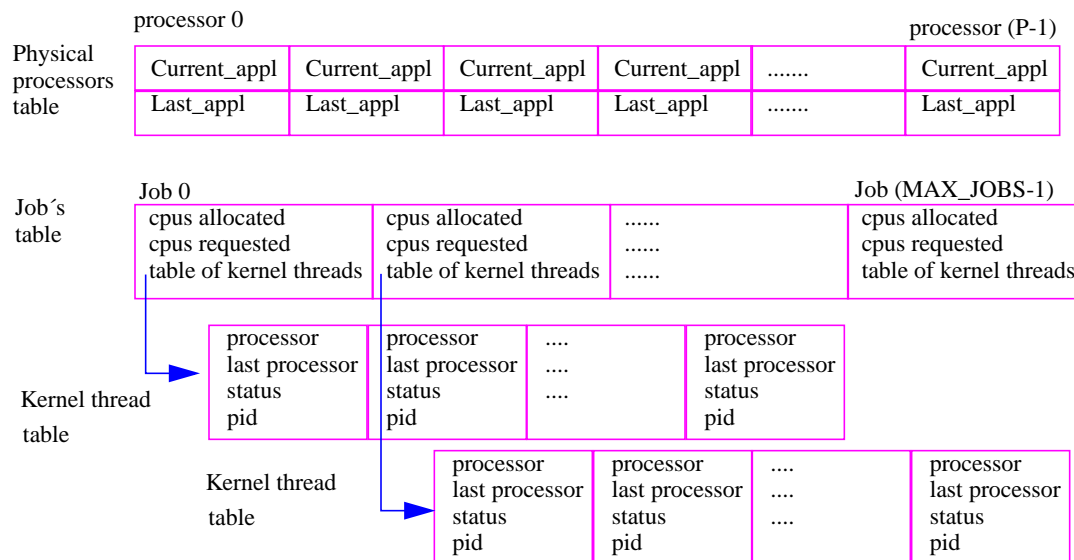 processor 0
processor (P-1)
Physical
processors
table
Current_appl Current_appl Current_appl Current_appl ....... Current_appl
Last_appl Last_appl Last_appl Last_appl ....... Last_appl
Job 0
Job (MAX_JOBS-1)
Job´s
table
cpus allocated cpus allocated ...... cpus allocated
cpus requested cpus requested ...... cpus requested
table of kernel threads table of kernel threads ...... table of kernel threads
Kernel thread
table
processor processor .... processor
last processor last processor .... last processor
status status .... status
pid pid pid
Kernel thread
table
processor processor .... processor
last processor last processor .... last processor
status status .... status
pid pid pid